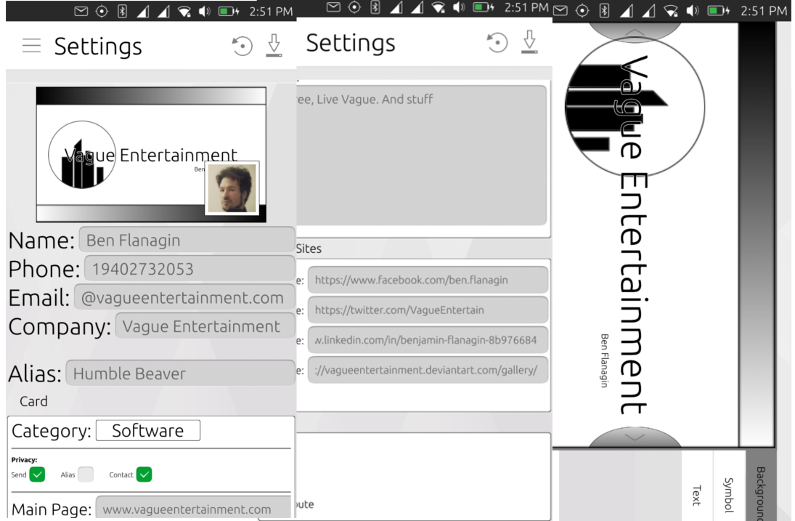 2:51 PM
Settings
Vague Entertainment
Ben
Name: Ben Flanagin
Phone: 19402732053
Email: @vagueentertainment.com
Company: Vague Entertainment
Alias: Humble Beaver
Card
Category: Software
Privacy:
Send Alias Contact
Main Page: www.vagueentertainment.com
2:51 PM
Settings
ree, Live Vague. And stuff
Sites
e: https://www.facebook.com/ben.flanagin
e: https://twitter.com/VagueEntertain
e: w.linkedin.com/in/benjamin-flanagin-8b976684
e: ://vagueentertainment.deviantart.com/gallery/
oute
2:51 PM
Vague Entertainment
Ben Flanagin
Background
Symbol
Text